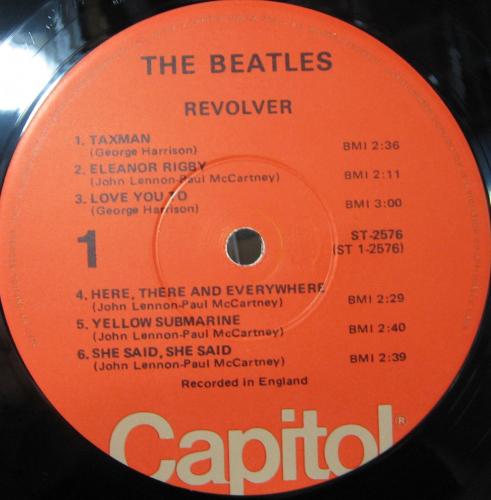 THE BEATLES
REVOLVER
1. TAXMAN
(George Harrison) BMI 2:36
2. ELEANOR RIGBY
(John Lennon-Paul McCartney) BMI 2:11
3. LOVE YOU TO
(George Harrison) BMI 3:00
1 ST-2576
(ST 1-2576)
4. HERE, THERE AND EVERYWHERE
(John Lennon-Paul McCartney) BMI 2:29
5. YELLOW SUBMARINE
(John Lennon-Paul McCartney) BMI 2:40
6. SHE SAID, SHE SAID
(John Lennon-Paul McCartney) BMI 2:39
Recorded in England
Capitol®